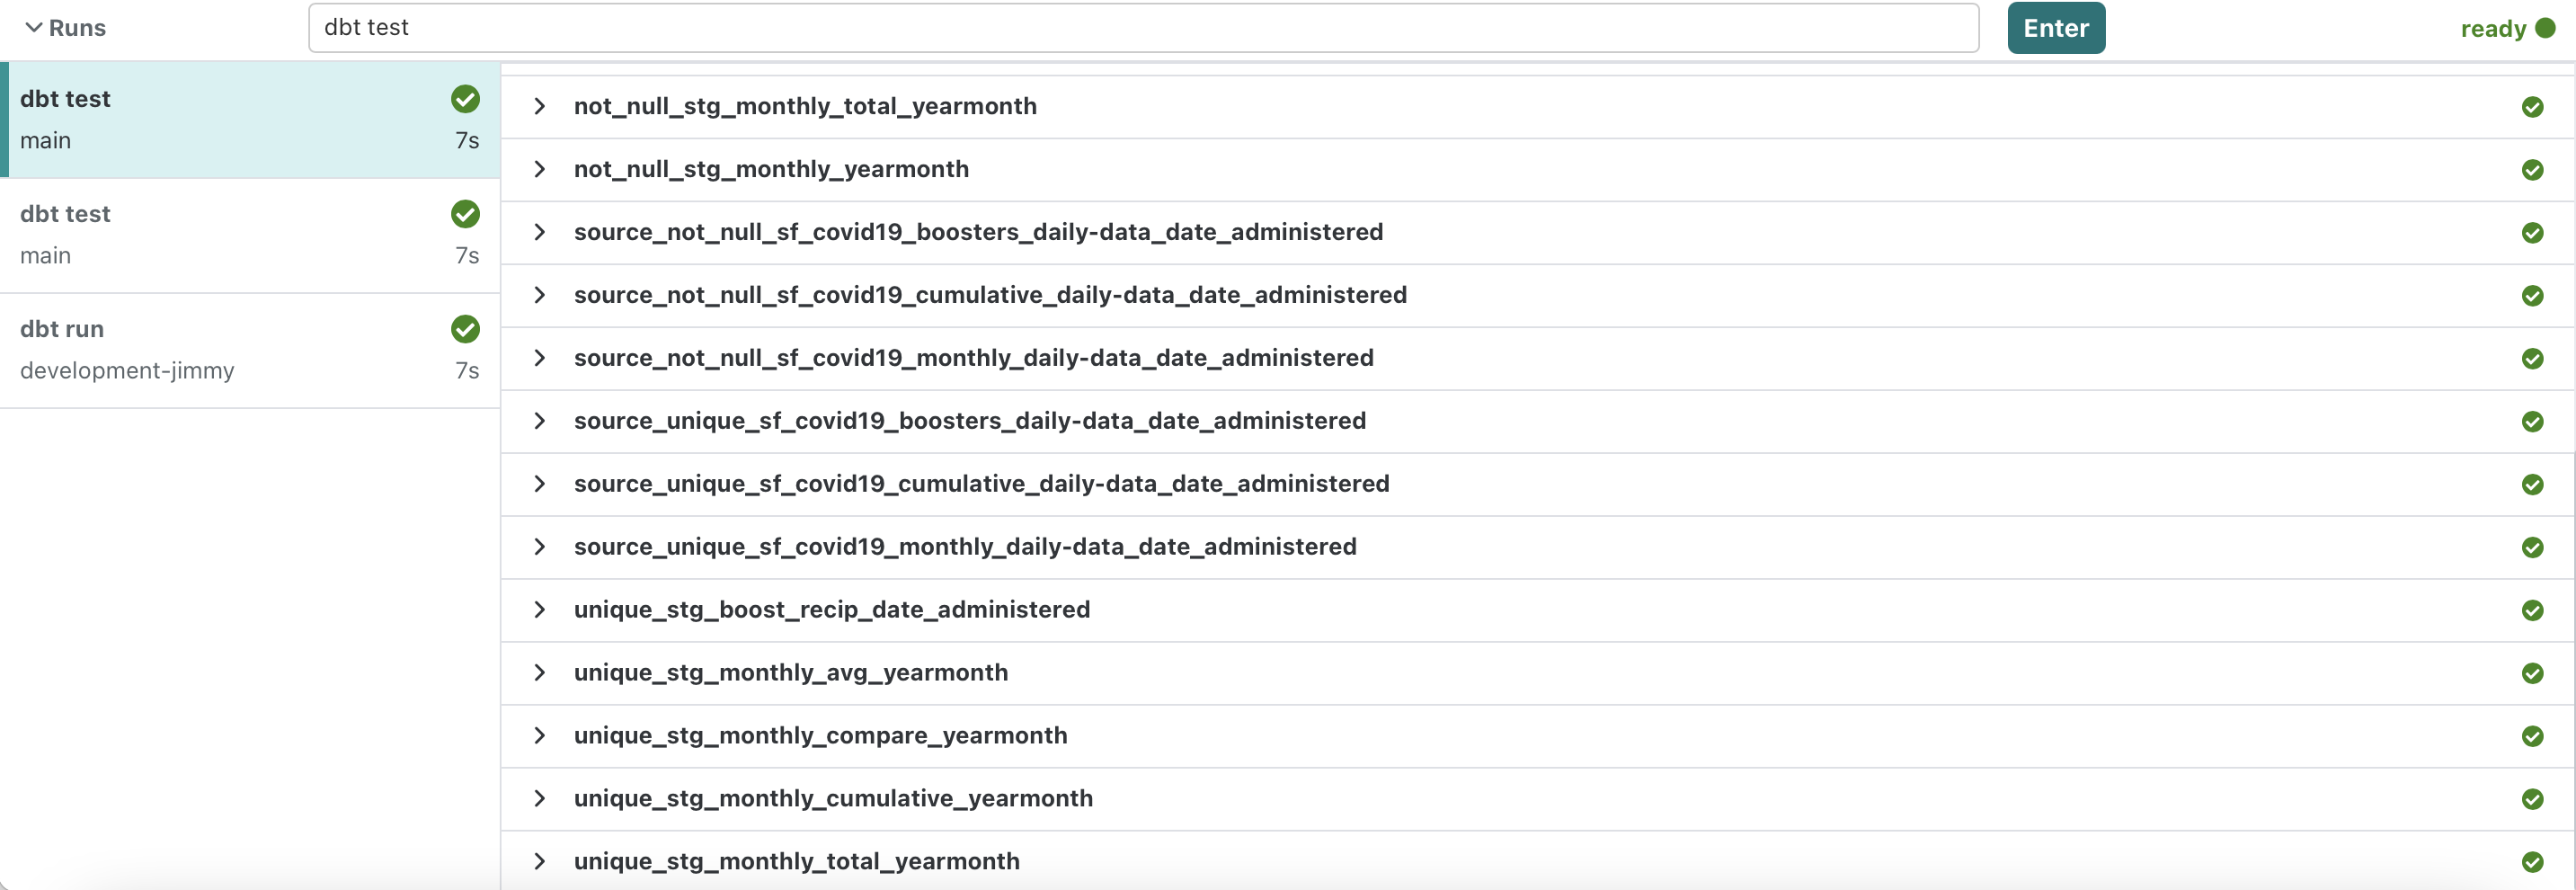 Runs
dbt test
Enter
ready
dbt test
main 7s
dbt test
main 7s
dbt run
development-jimmy 7s
not_null_stg_monthly_total_yearmonth
not_null_stg_monthly_yearmonth
source_not_null_sf_covid19_boosters_daily-data_date_administered
source_not_null_sf_covid19_cumulative_daily-data_date_administered
source_not_null_sf_covid19_monthly_daily-data_date_administered
source_unique_sf_covid19_boosters_daily-data_date_administered
source_unique_sf_covid19_cumulative_daily-data_date_administered
source_unique_sf_covid19_monthly_daily-data_date_administered
unique_stg_boost_recip_date_administered
unique_stg_monthly_avg_yearmonth
unique_stg_monthly_compare_yearmonth
unique_stg_monthly_cumulative_yearmonth
unique_stg_monthly_total_yearmonth